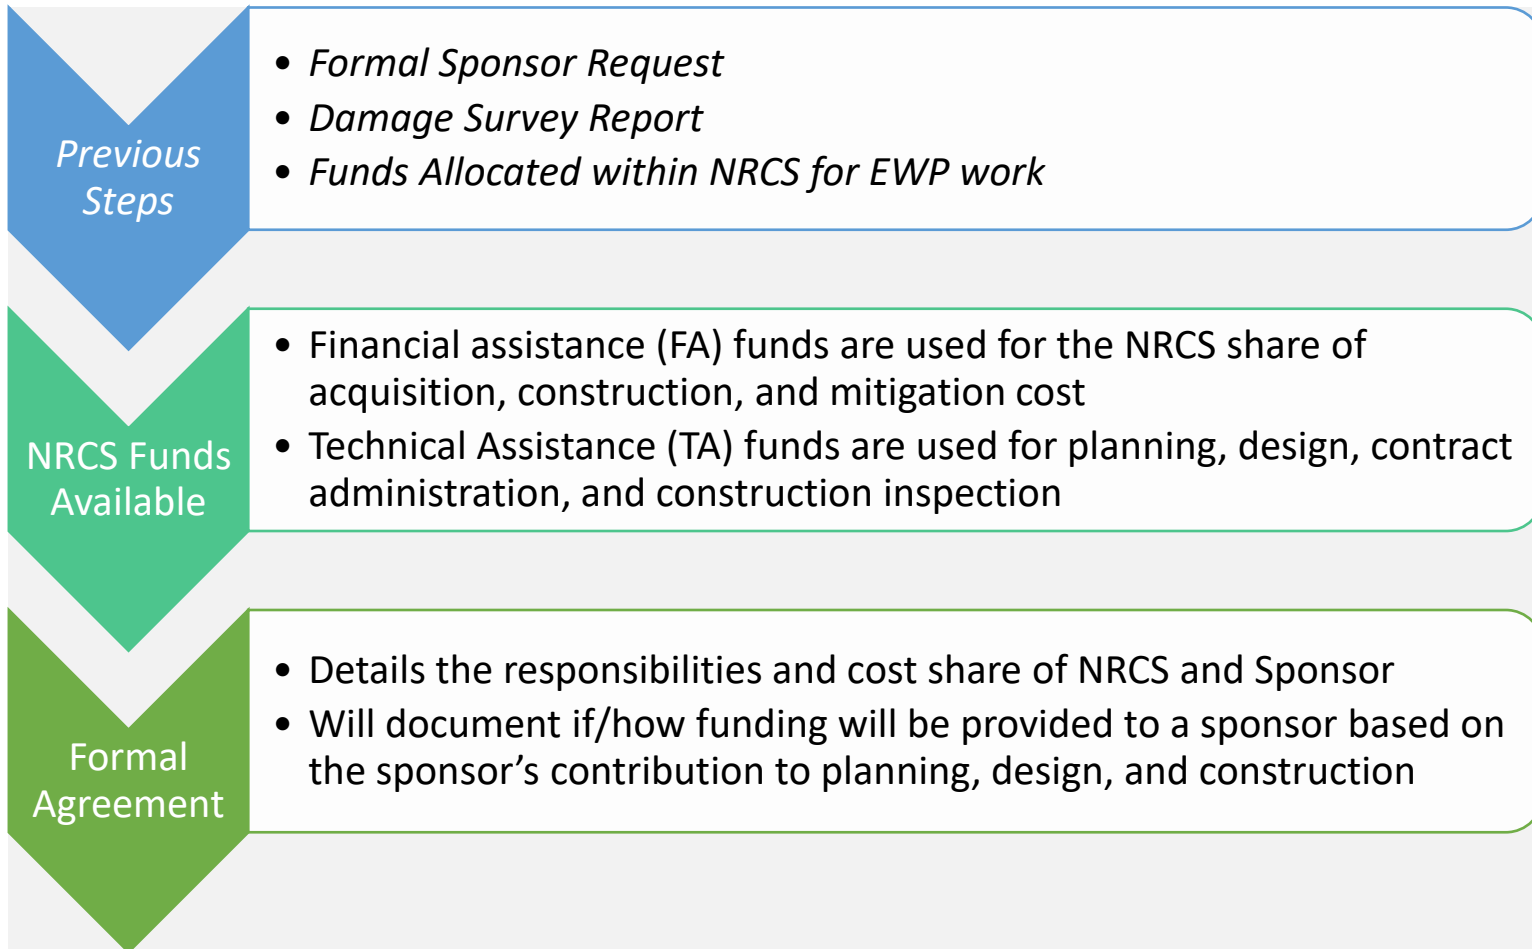 Previous
Steps
• Formal Sponsor Request
• Damage Survey Report
• Funds Allocated within NRCS for EWP work
NRCS Funds
Available
• Financial assistance (FA) funds are used for the NRCS share of
acquisition, construction, and mitigation cost
• Technical Assistance (TA) funds are used for planning, design, contract
administration, and construction inspection
Formal
Agreement
• Details the responsibilities and cost share of NRCS and Sponsor
• Will document if/how funding will be provided to a sponsor based on
the sponsor’s contribution to planning, design, and construction